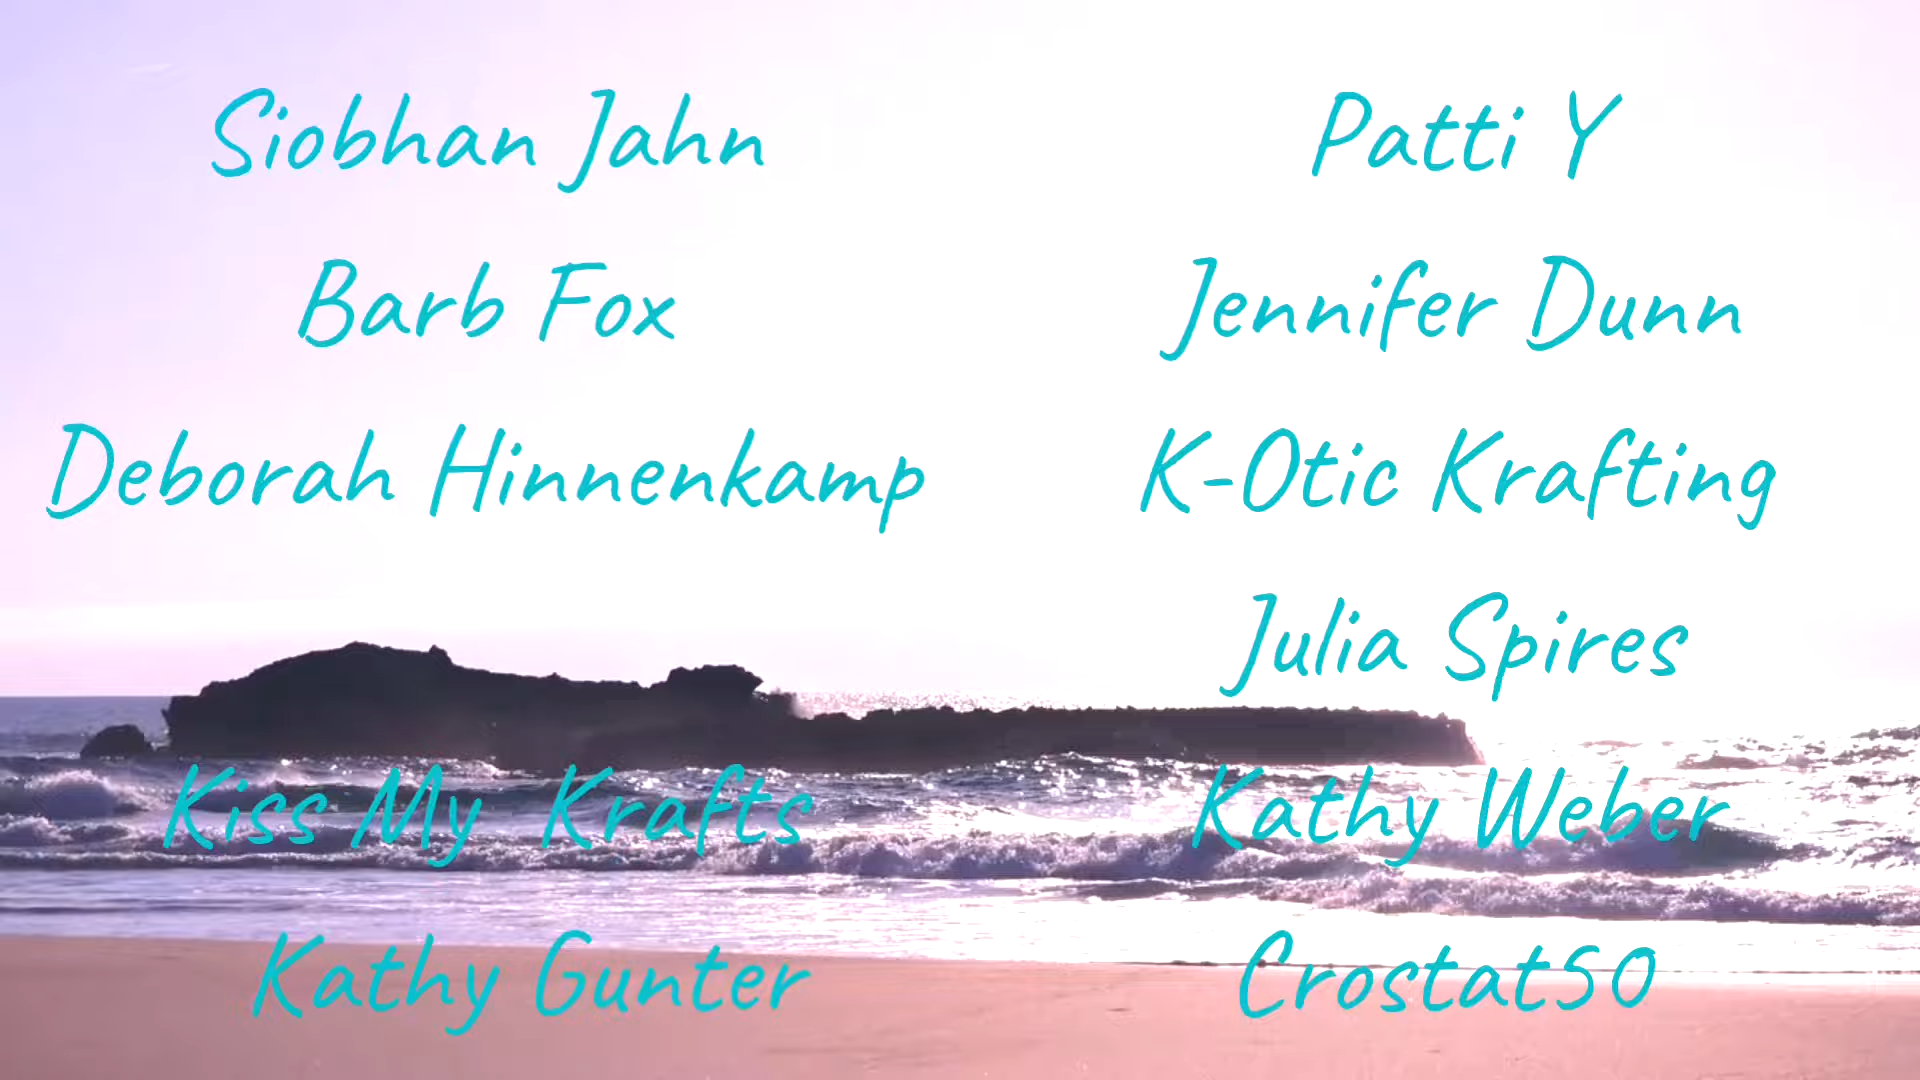 Siobhan Jahn
Barb Fox
Deborah Hinnenkamp
Kiss My Krafts
Kathy Gunter
Patti Y
Jennifer Dunn
K-Otic Krafting
Julia Spires
Kathy Weber
Crostat50